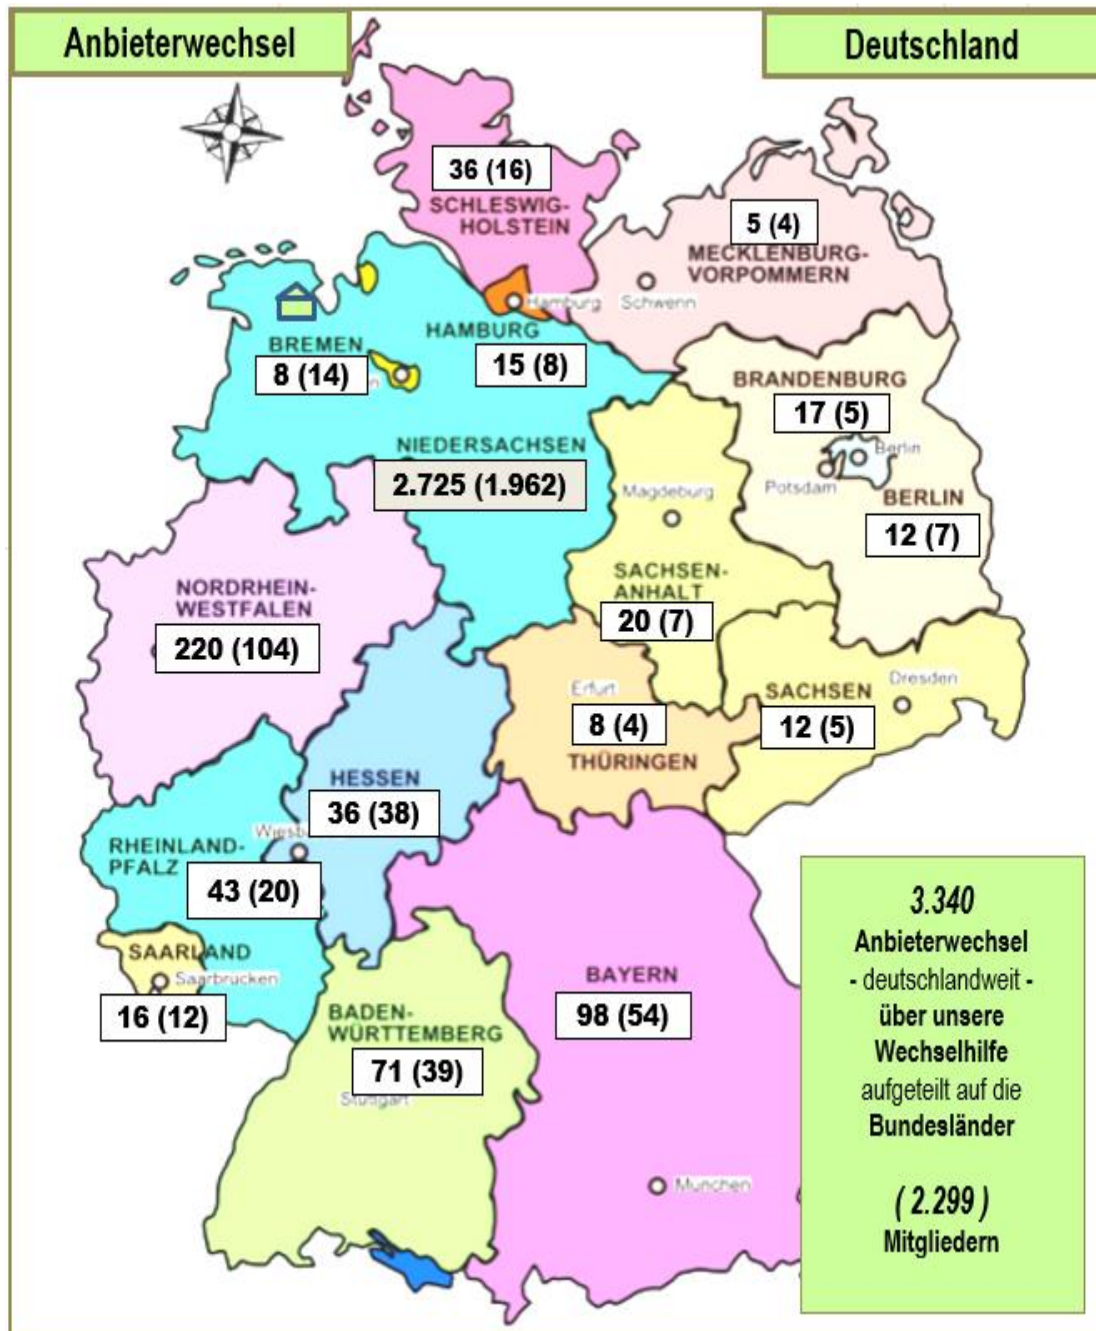 Anbieterwechsel
Deutschland
36 (16)
SCHLESWIG-
HOLSTEIN
5 (4)
MECKLENBURG-
VORPOMMERN
Hamburg
Schwerin
HAMBURG
15 (8)
BREMEN
8 (14)
BRANDENBURG
17 (5)
Berlin
Potsdam
BERLIN
12 (7)
NIEDERSACHSEN
2.725 (1.962)
Magdeburg
SACHSEN-
ANHALT
20 (7)
NORDRHEIN-
WESTFALEN
220 (104)
Erfurt
8 (4)
THÜRINGEN
Dresden
SACHSEN
12 (5)
HESSEN
36 (38)
RHEINLAND-
PFALZ
43 (20)
SAARLAND
Saarbrucken
16 (12)
BADEN-
WÜRTTEMBERG
71 (39)
Stuttgart
BAYERN
98 (54)
Munchen
3.340
Anbieterwechsel
- deutschlandweit -
über unsere
Wechselhilfe
aufgeteilt auf die
Bundesländer
( 2.299 )
Mitgliedern